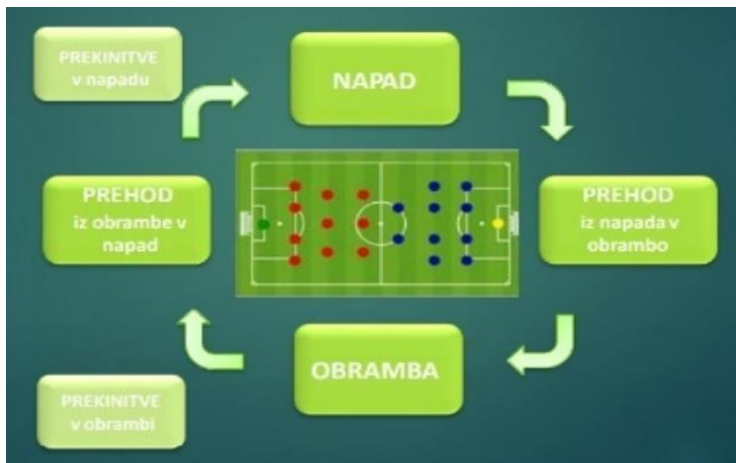 PREKINITVE
v napadu
NAPAD
PREHOD
iz obrambe v
napad
PREHOD
iz napada v
obrambo
OBRAMBA
PREKINITVE
v obrambi